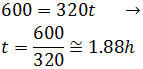 600 = 320t →
t = 600/320 ≅ 1.88h